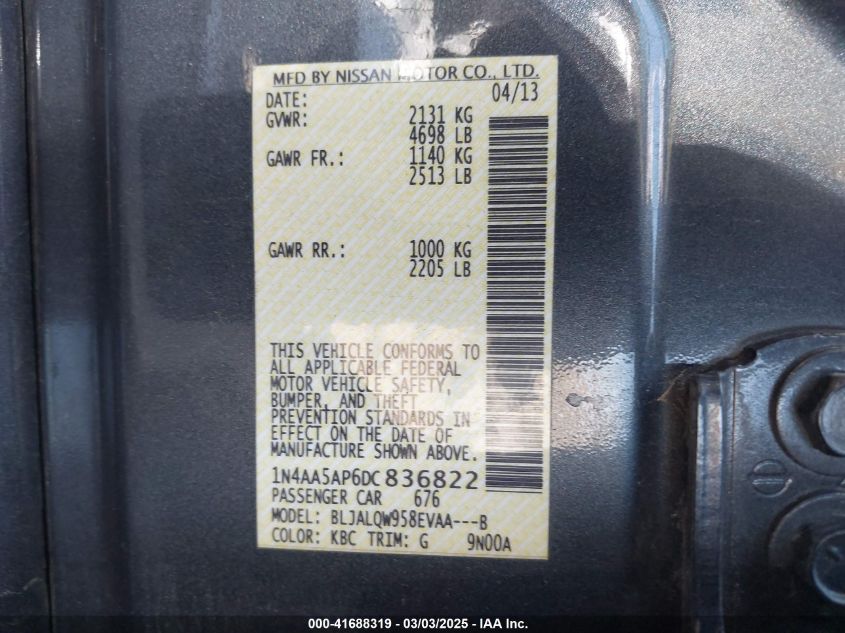 MFD BY NISSAN MOTOR CO., LTD.
DATE: 04/13
GVWR: 2131 KG
4698 LB
GAWR FR.: 1140 KG
2513 LB
GAWR RR.: 1000 KG
2205 LB
THIS VEHICLE CONFORMS TO
ALL APPLICABLE FEDERAL
MOTOR VEHICLE SAFETY,
BUMPER, AND THEFT
PREVENTION STANDARDS IN
EFFECT ON THE DATE OF
MANUFACTURE SHOWN ABOVE.
1N4AA5AP6DC836822
PASSENGER CAR 676
MODEL: BLJALQW958EVAA---B
COLOR: KBC TRIM: G 9N00A
000-41688319 - 03/03/2025 - IAA Inc.